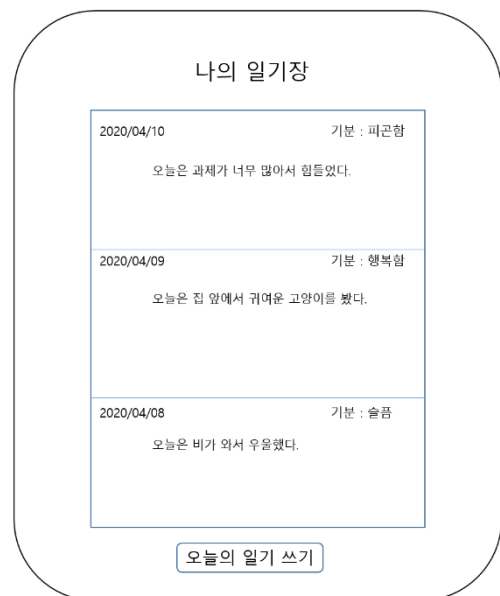 나의 일기장
2020/04/10 기분 : 피곤함
오늘은 과제가 너무 많아서 힘들었다.
2020/04/09 기분 : 행복함
오늘은 집 앞에서 귀여운 고양이를 봤다.
2020/04/08 기분 : 슬픔
오늘은 비가 와서 우울했다.
오늘의 일기 쓰기